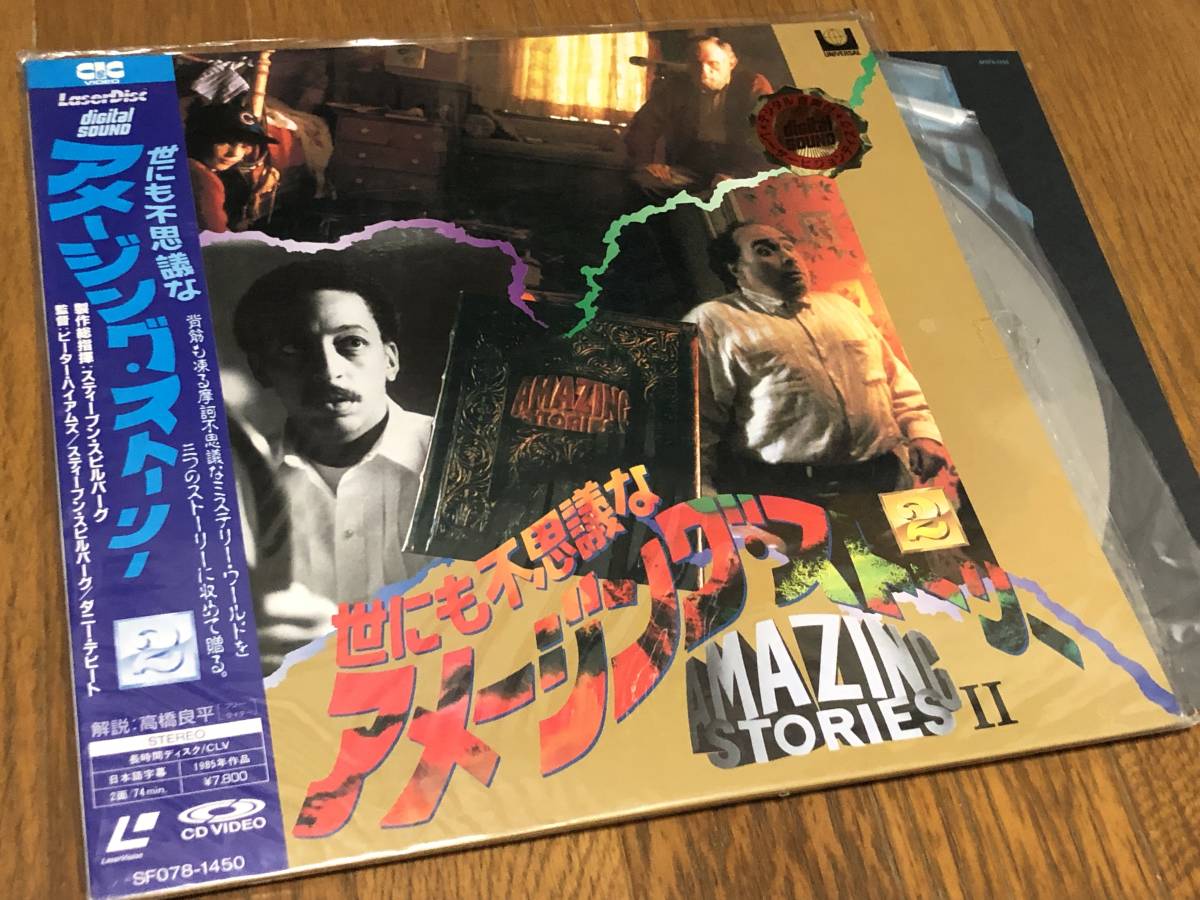 CIC
VIDEO
LaserDisc
digital
SOUND
世にも不思議な
アメージング・ストーリー
2
背筋も凍る摩訶不思議なミステリー・ワールドを
三つのストーリーに収めて贈る。
製作総指揮:スティーブン・スピルバーグ
監督:ピーター・ハイアムズ/スティーブン・スピルバーグ/ダニー・デビート
解説:高橋良平
STEREO
長時間ディスク/CLV
日本語字幕
1985年作品
2面/74min.
¥7,800
LaserVision
CD VIDEO
SF078-1450
UNIVERSAL
digital
SOUND
AMAZING
STORIES
世にも不思議な
アメージング・ストーリー
2
AMAZING
STORIES II